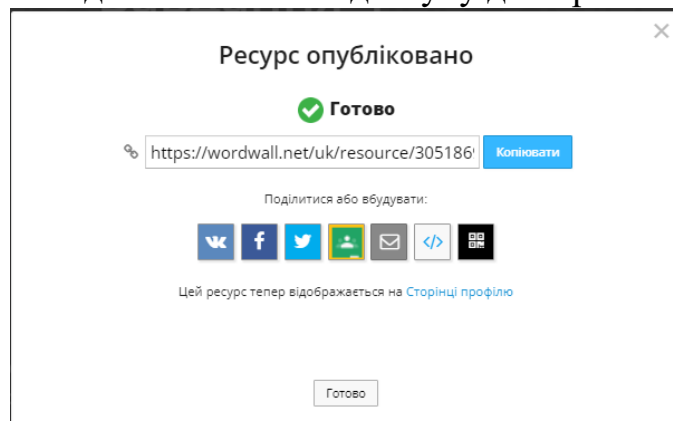 Ресурс опубліковано
Готово
https://wordwall.net/uk/resource/305186
Копіювати
Поділитися або вбудувати:
Цей ресурс тепер відображається на Сторінці профілю
Готово